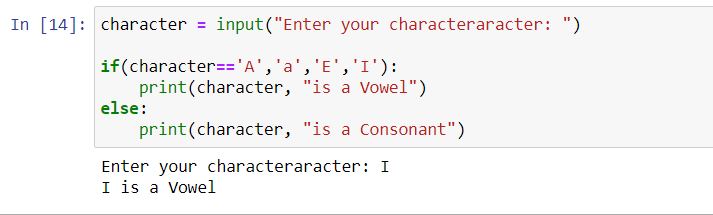 In [14]: character = input("Enter your characteraracter: ")
if(character=='A','a','E','I'):
print(character, "is a Vowel")
else:
print(character, "is a Consonant")
Enter your characteraracter: I
I is a Vowel